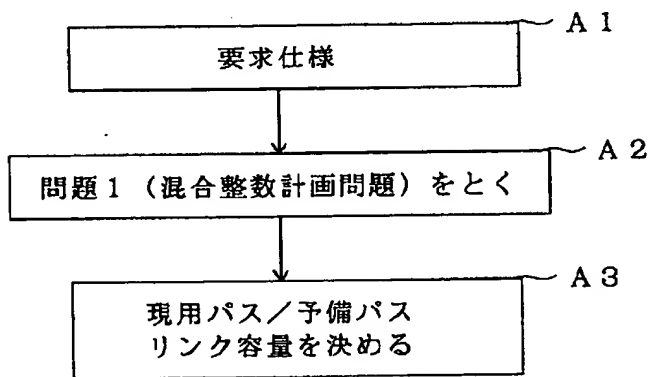 A1
要求仕様
A2
問題1（混合整数計画問題）をとく
A3
現用パス／予備パス
リンク容量を決める